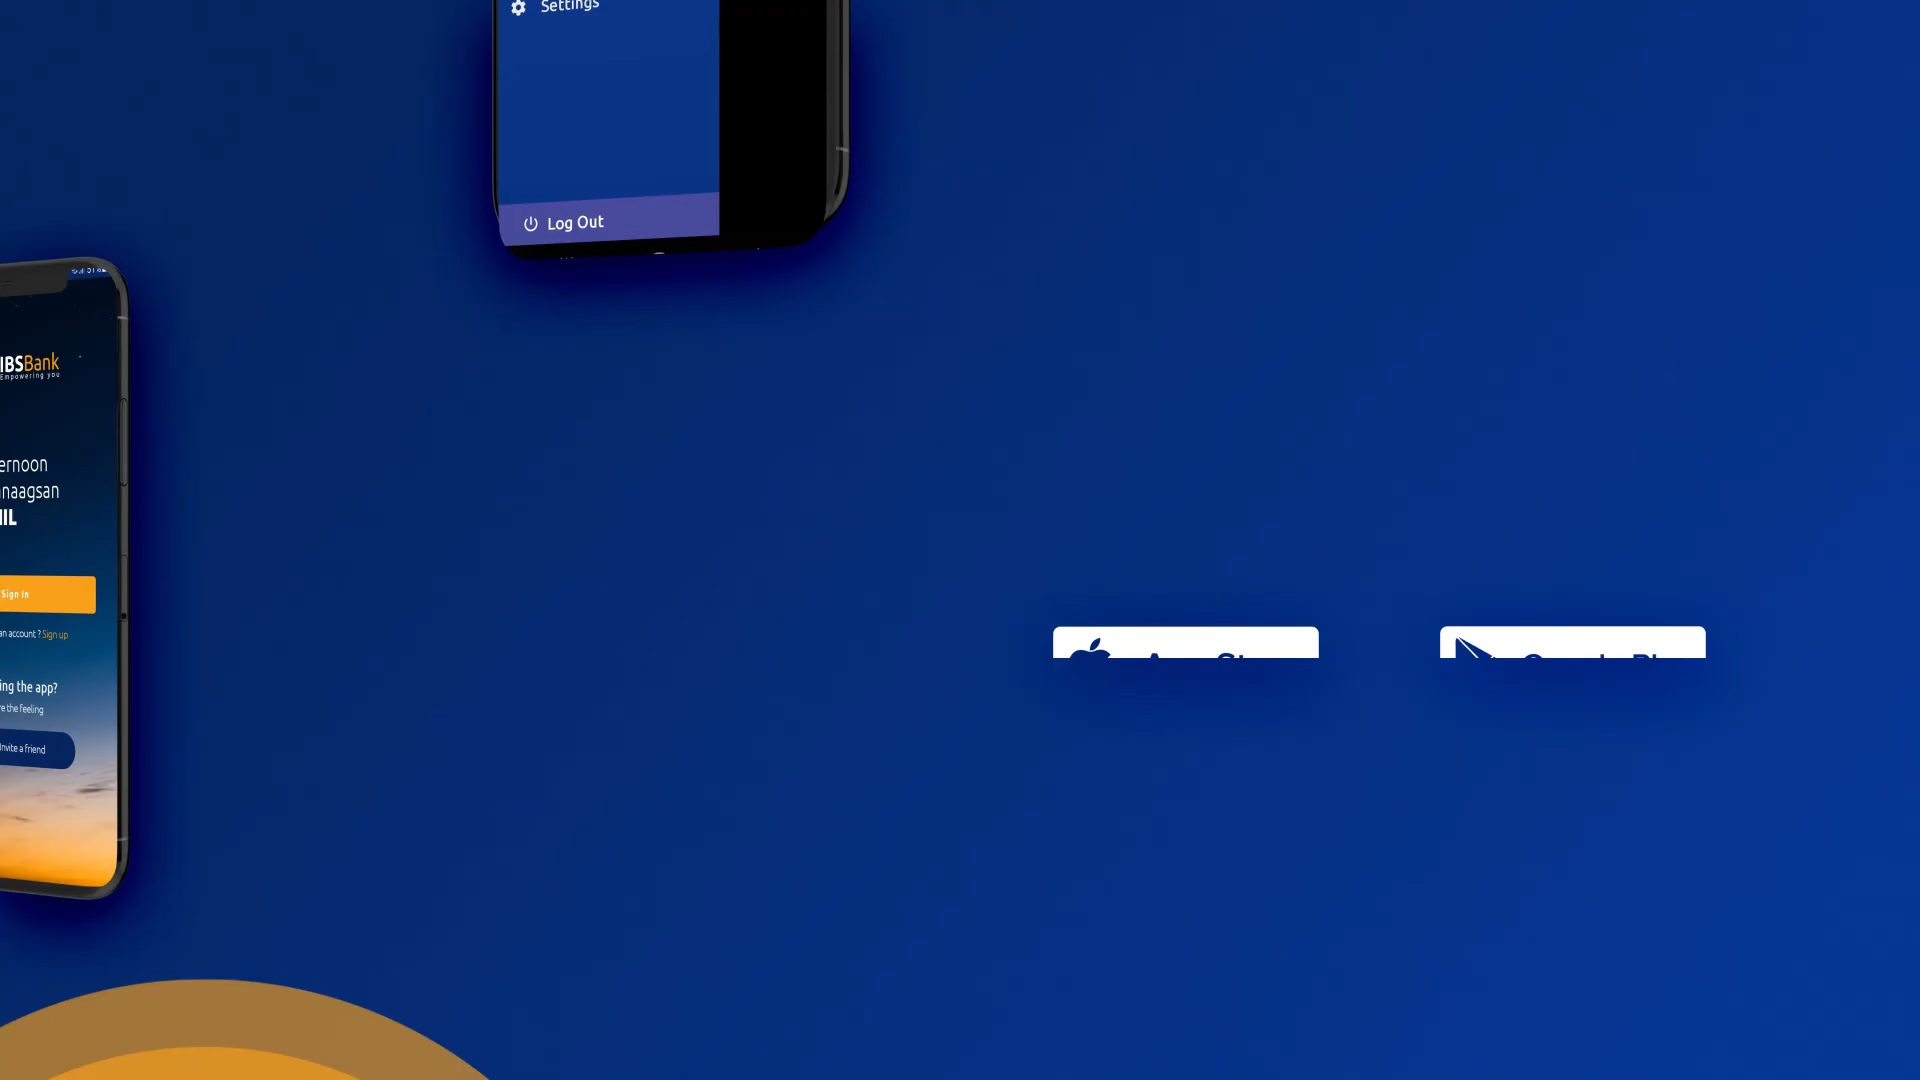 Settings
Log Out
IBSBank
Empowering you
ernoon
naagsan
Sign In
an account ? Sign up
ing the app?
e the feeling
Invite a friend